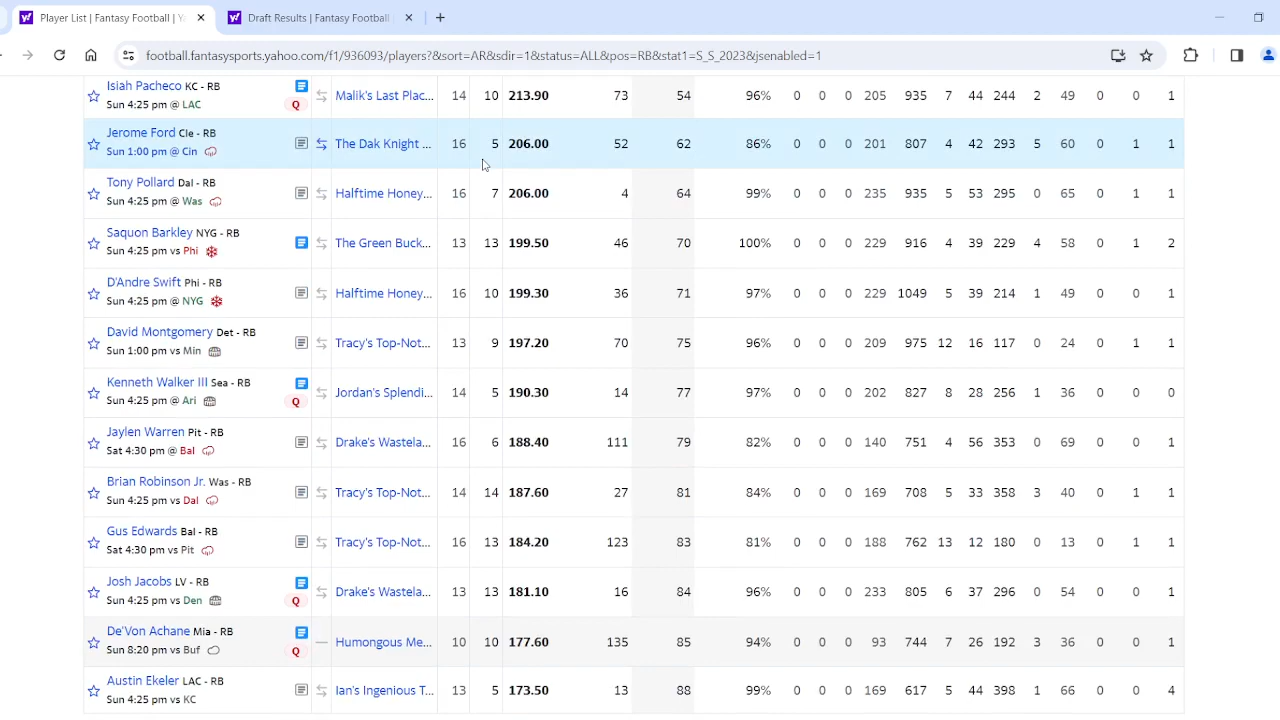 Player List | Fantasy Football | Ya
Draft Results | Fantasy Football
football.fantasysports.yahoo.com/f1/936093/players?&sort=AR&sdir=1&status=ALL&pos=RB&stat1=S_S_2023&jsenabled=1
Isiah Pacheco KC - RB
Sun 4:25 pm @ LAC Q Malik's Last Plac... 14 10 213.90 73 54 96% 0 0 0 205 935 7 44 244 2 49 0 0 1
Jerome Ford Cle - RB
Sun 1:00 pm @ Cin The Dak Knight ... 16 5 206.00 52 62 86% 0 0 0 201 807 4 42 293 5 60 0 1 1
Tony Pollard Dal - RB
Sun 4:25 pm @ Was Halftime Honey... 16 7 206.00 4 64 99% 0 0 0 235 935 5 53 295 0 65 0 1 1
Saquon Barkley NYG - RB
Sun 4:25 pm vs Phi The Green Buck... 13 13 199.50 46 70 100% 0 0 0 229 916 4 39 229 4 58 0 1 2
D'Andre Swift Phi - RB
Sun 4:25 pm @ NYG Halftime Honey... 16 10 199.30 36 71 97% 0 0 0 229 1049 5 39 214 1 49 0 0 1
David Montgomery Det - RB
Sun 1:00 pm vs Min Tracy's Top-Not... 13 9 197.20 70 75 96% 0 0 0 209 975 12 16 117 0 24 0 1 1
Kenneth Walker III Sea - RB
Sun 4:25 pm @ Ari Q Jordan's Splendi... 14 5 190.30 14 77 97% 0 0 0 202 827 8 28 256 1 36 0 0 0
Jaylen Warren Pit - RB
Sat 4:30 pm @ Bal Drake's Wastela... 16 6 188.40 111 79 82% 0 0 0 140 751 4 56 353 0 69 0 0 1
Brian Robinson Jr. Was - RB
Sun 4:25 pm vs Dal Tracy's Top-Not... 14 14 187.60 27 81 84% 0 0 0 169 708 5 33 358 3 40 0 1 1
Gus Edwards Bal - RB
Sat 4:30 pm vs Pit Tracy's Top-Not... 16 13 184.20 123 83 81% 0 0 0 188 762 13 12 180 0 13 0 1 1
Josh Jacobs LV - RB
Sun 4:25 pm vs Den Q Drake's Wastela... 13 13 181.10 16 84 96% 0 0 0 233 805 6 37 296 0 54 0 0 1
De'Von Achane Mia - RB
Sun 8:20 pm vs Buf Q Humongous Me... 10 10 177.60 135 85 94% 0 0 0 93 744 7 26 192 3 36 0 0 1
Austin Ekeler LAC - RB
Sun 4:25 pm vs KC Ian's Ingenious T... 13 5 173.50 13 88 99% 0 0 0 169 617 5 44 398 1 66 0 0 4